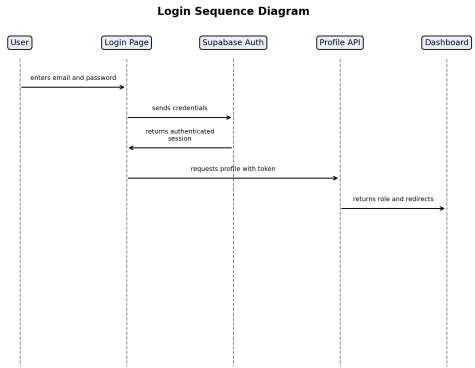 Login Sequence Diagram
User
Login Page
Supabase Auth
Profile API
Dashboard
enters email and password
sends credentials
returns authenticated
session
requests profile with token
returns role and redirects